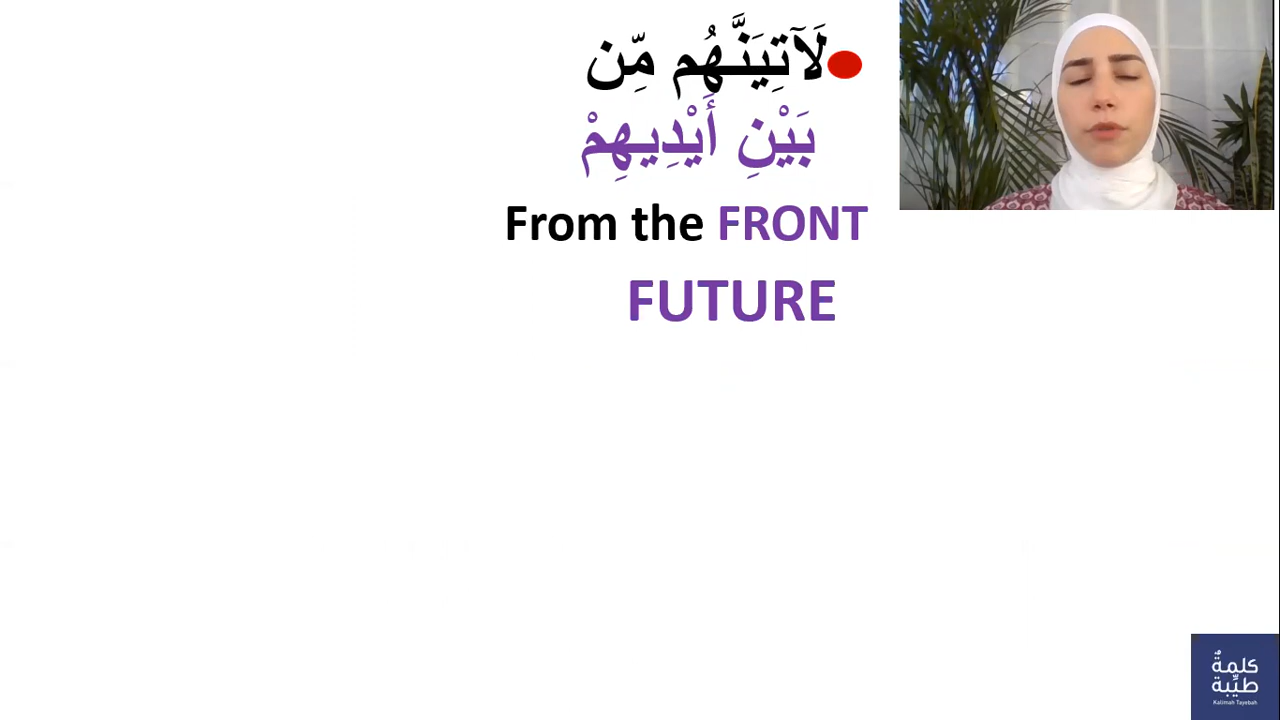 لَآتِيَنَّهُم مِّن
بَيْنِ أَيْدِيهِمْ
From the FRONT
FUTURE
كلمةٌ
طيّبة
Kalimah Tayebah